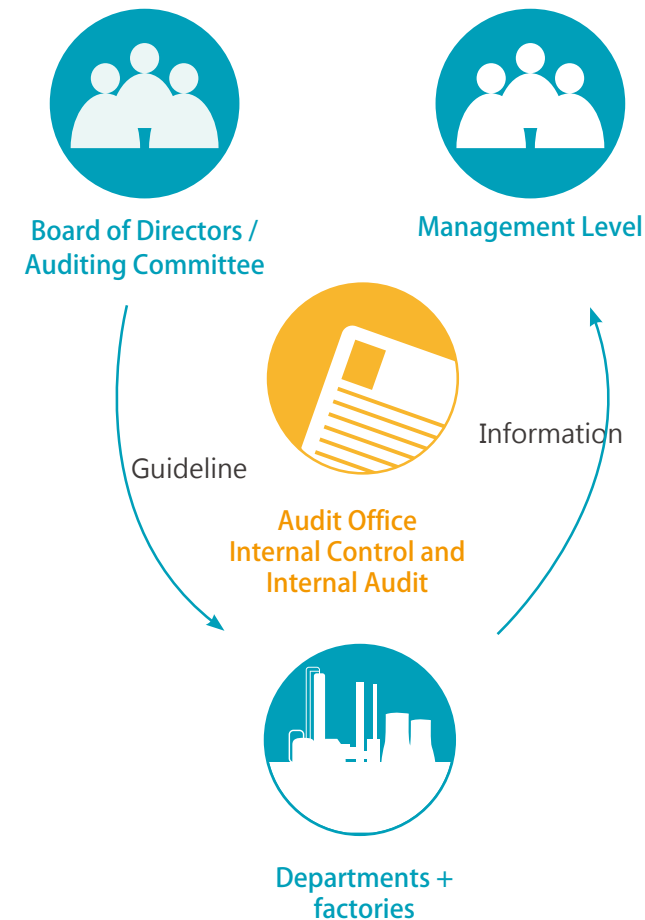 Board of Directors /
Auditing Committee
Management Level
Guideline
Information
Audit Office
Internal Control and
Internal Audit
Departments +
factories